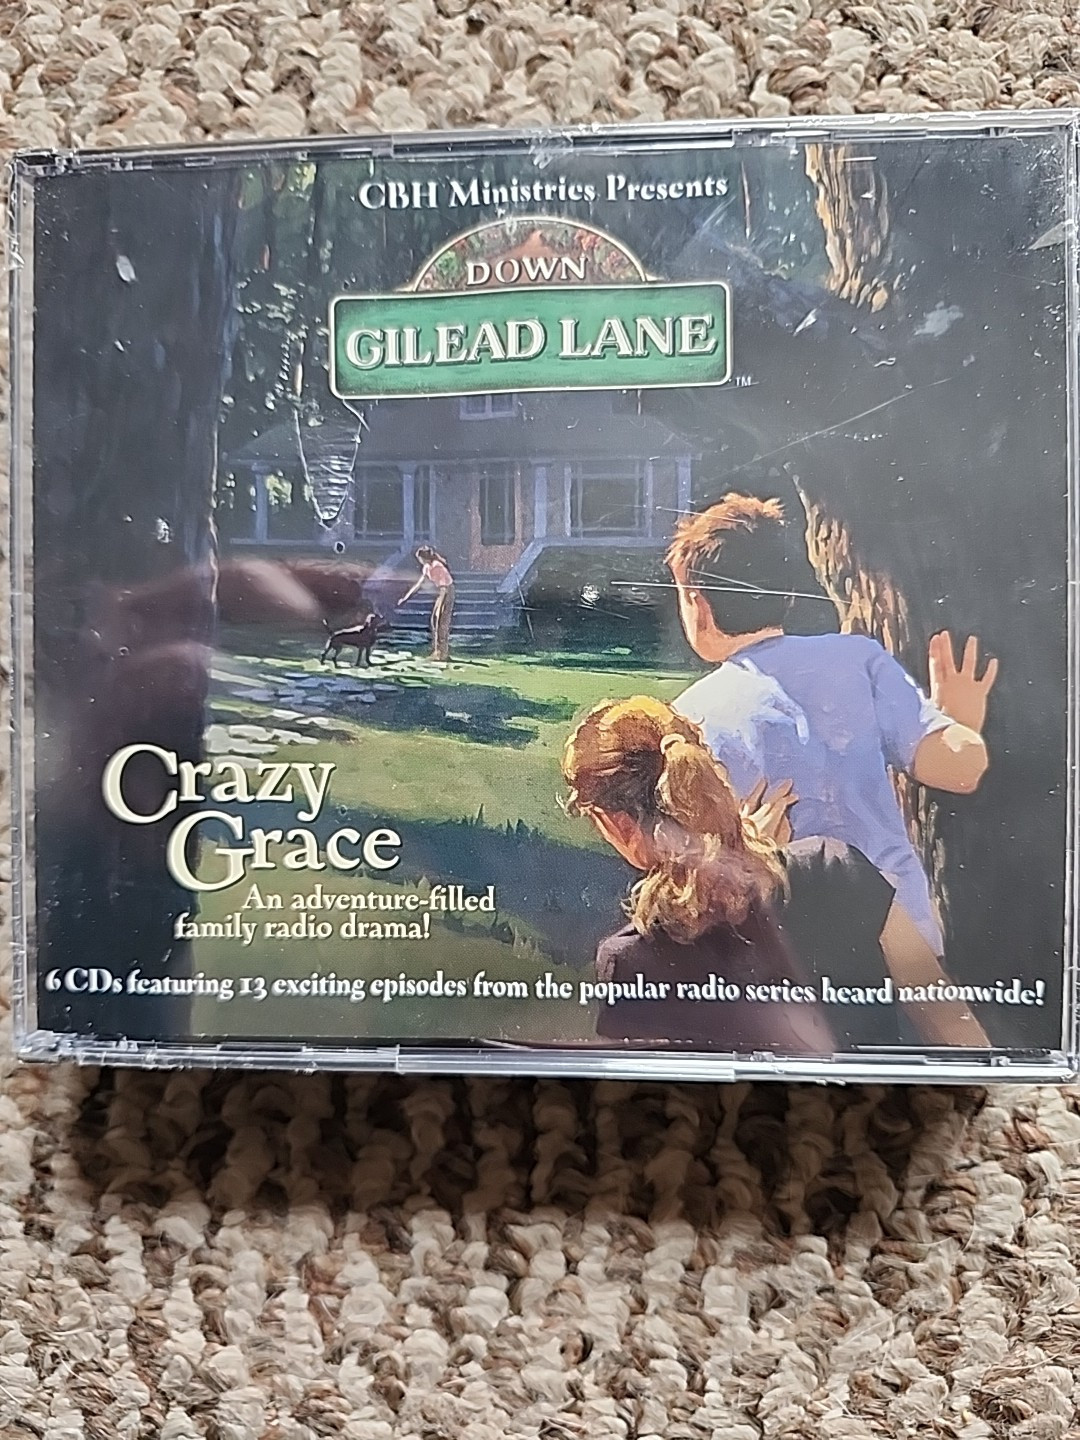 CBH Ministries Presents
DOWN
GILEAD LANE
TM
Crazy
Grace
An adventure-filled
family radio drama!
6 CDs featuring 13 exciting episodes from the popular radio series heard nationwide!